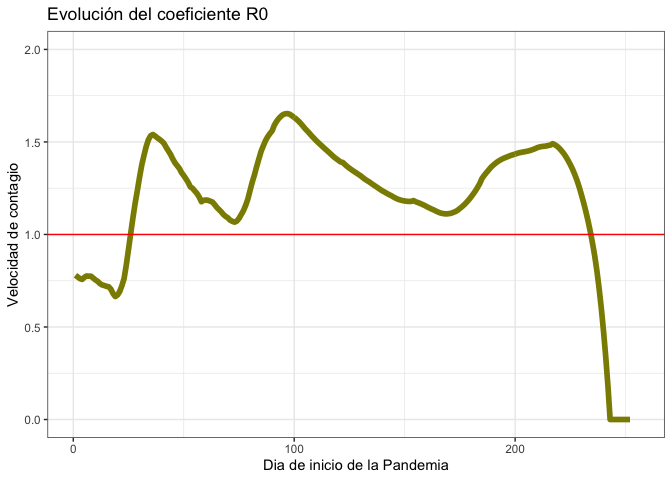 Evolución del coeficiente R0
2.0
1.5
1.0
0.5
0.0
Velocidad de contagio
0 100 200
Dia de inicio de la Pandemia